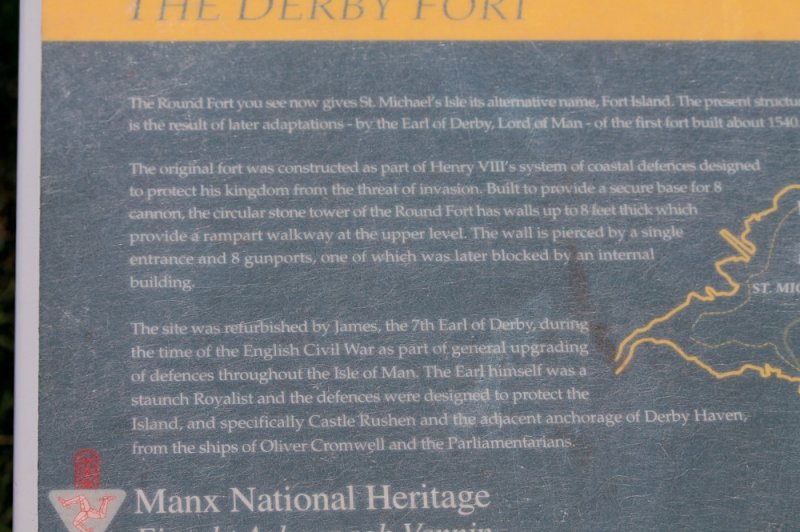 THE DERBY FORT
The Round Fort you see now gives St. Michael's Isle its alternative name, Fort Island. The present
is the result of later adaptations - by the Earl of Derby, Lord of Man - of the first fort built about 1540.
The original fort was constructed as part of Henry VIII's system of coastal defences designed
to protect his kingdom from the threat of invasion. Built to provide a secure base for 8
cannon, the circular stone tower of the Round Fort has walls up to 8 feet thick which
provide a rampart walkway at the upper level. The wall is pierced by a single
entrance and 8 gunports, one of which was later blocked by an internal
building.
ST. MIC
The site was refurbished by James, the 7th Earl of Derby, during
the time of the English Civil War as part of general upgrading
of defences throughout the Isle of Man. The Earl himself was a
staunch Royalist and the defences were designed to protect the
Island, and specifically Castle Rushen and the adjacent anchorage of Derby Haven,
from the ships of Oliver Cromwell and the Parliamentarians.
Manx National Heritage